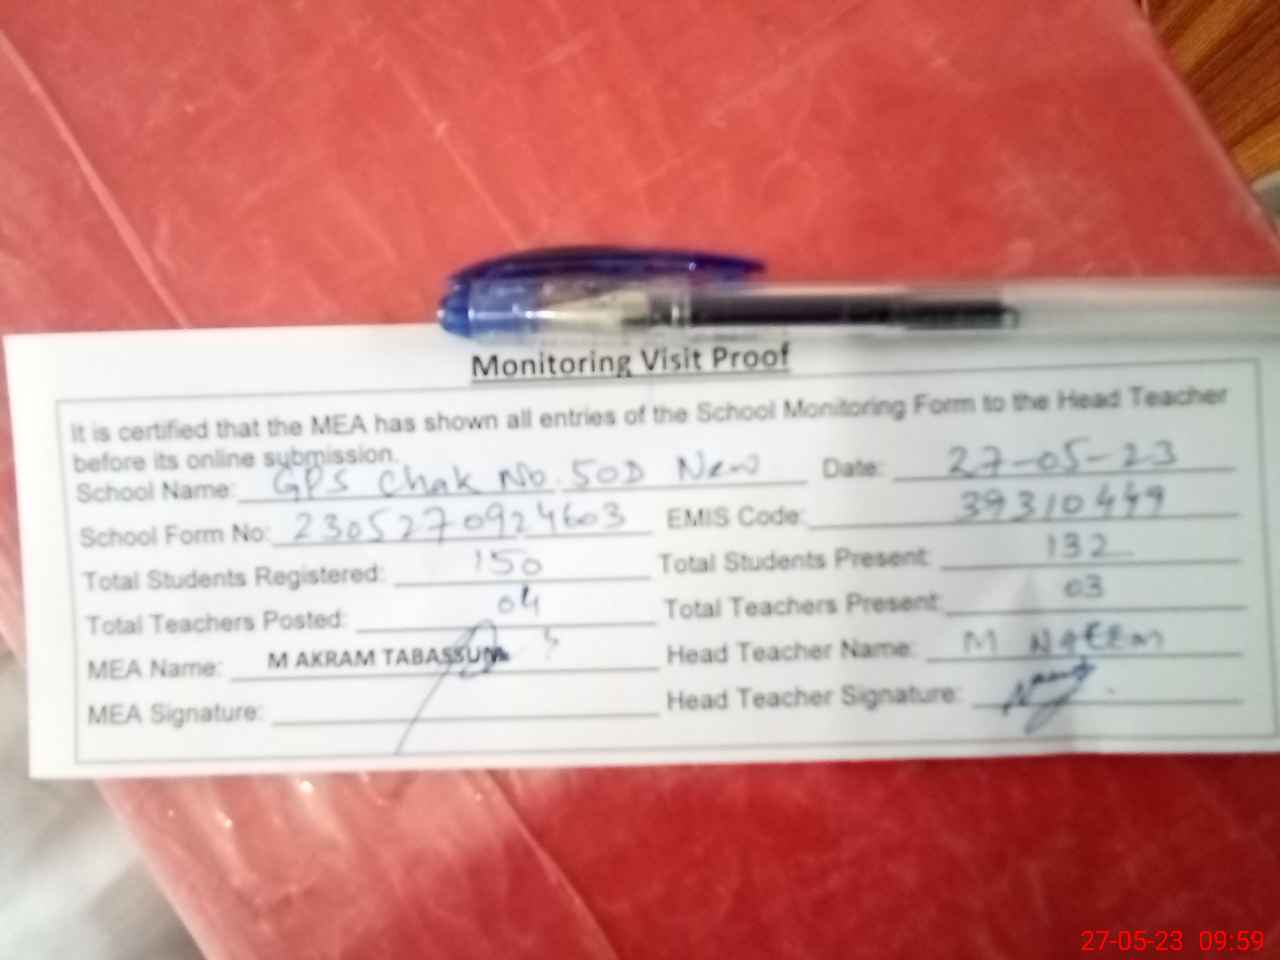 Monitoring Visit Proof
It is certified that the MEA has shown all entries of the School Monitoring Form to the Head Teacher
before its online submission.
School Name: GPS Chak No. 50D New Date: 27-05-23
School Form No: 2305270924603 EMIS Code: 39310449
Total Students Registered: 150 Total Students Present: 132
Total Teachers Posted: 04 Total Teachers Present: 03
MEA Name: M AKRAM TABASSUM Head Teacher Name: M NAEEM
MEA Signature: Head Teacher Signature:
27-05-23 09:59